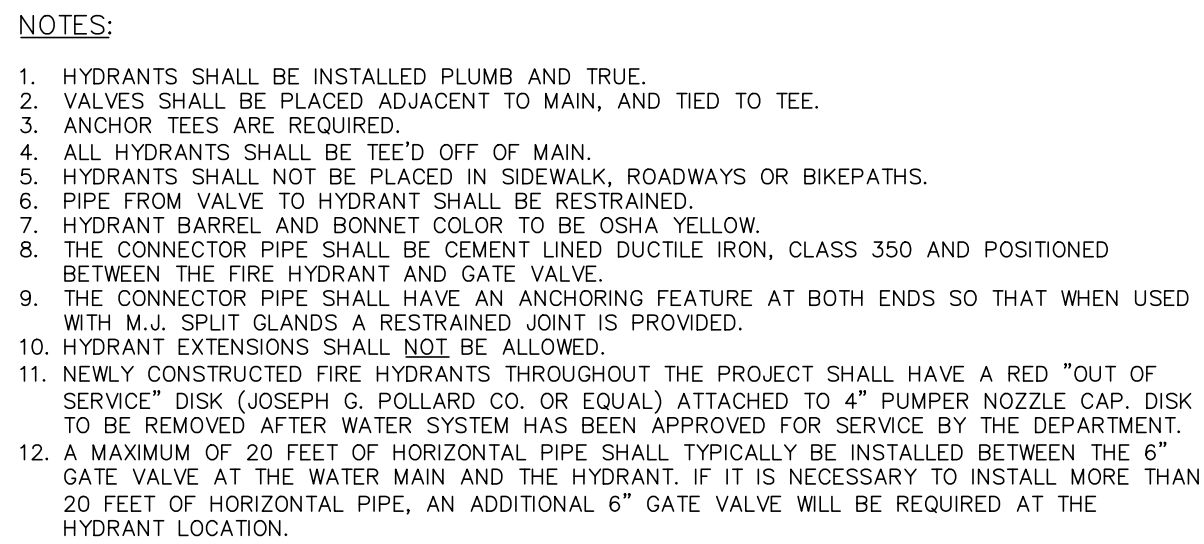 NOTES:
1. HYDRANTS SHALL BE INSTALLED PLUMB AND TRUE.
2. VALVES SHALL BE PLACED ADJACENT TO MAIN, AND TIED TO TEE.
3. ANCHOR TEES ARE REQUIRED.
4. ALL HYDRANTS SHALL BE TEE'D OFF OF MAIN.
5. HYDRANTS SHALL NOT BE PLACED IN SIDEWALK, ROADWAYS OR BIKEPATHS.
6. PIPE FROM VALVE TO HYDRANT SHALL BE RESTRAINED.
7. HYDRANT BARREL AND BONNET COLOR TO BE OSHA YELLOW.
8. THE CONNECTOR PIPE SHALL BE CEMENT LINED DUCTILE IRON, CLASS 350 AND POSITIONED
BETWEEN THE FIRE HYDRANT AND GATE VALVE.
9. THE CONNECTOR PIPE SHALL HAVE AN ANCHORING FEATURE AT BOTH ENDS SO THAT WHEN USED
WITH M.J. SPLIT GLANDS A RESTRAINED JOINT IS PROVIDED.
10. HYDRANT EXTENSIONS SHALL NOT BE ALLOWED.
11. NEWLY CONSTRUCTED FIRE HYDRANTS THROUGHOUT THE PROJECT SHALL HAVE A RED "OUT OF
SERVICE" DISK (JOSEPH G. POLLARD CO. OR EQUAL) ATTACHED TO 4" PUMPER NOZZLE CAP. DISK
TO BE REMOVED AFTER WATER SYSTEM HAS BEEN APPROVED FOR SERVICE BY THE DEPARTMENT.
12. A MAXIMUM OF 20 FEET OF HORIZONTAL PIPE SHALL TYPICALLY BE INSTALLED BETWEEN THE 6"
GATE VALVE AT THE WATER MAIN AND THE HYDRANT. IF IT IS NECESSARY TO INSTALL MORE THAN
20 FEET OF HORIZONTAL PIPE, AN ADDITIONAL 6" GATE VALVE WILL BE REQUIRED AT THE
HYDRANT LOCATION.